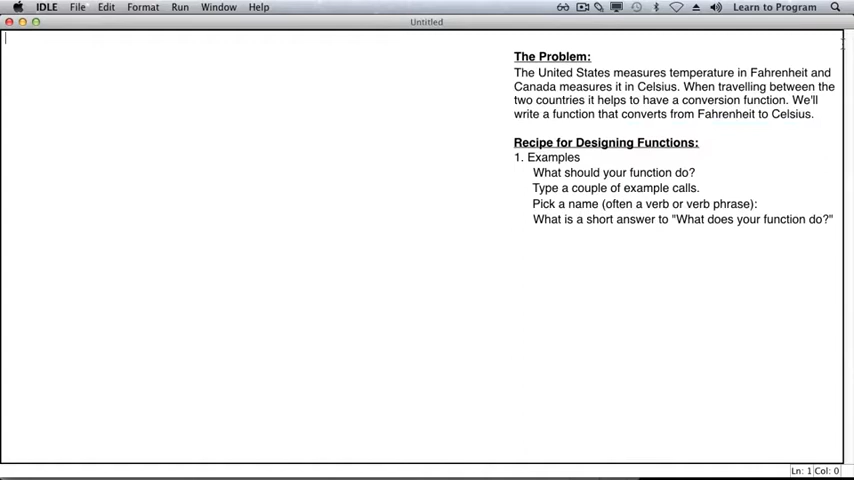 IDLE File Edit Format Run Window Help Learn to Program
Untitled
The Problem:
The United States measures temperature in Fahrenheit and
Canada measures it in Celsius. When travelling between the
two countries it helps to have a conversion function. We'll
write a function that converts from Fahrenheit to Celsius.
Recipe for Designing Functions:
1. Examples
What should your function do?
Type a couple of example calls.
Pick a name (often a verb or verb phrase):
What is a short answer to "What does your function do?"
Ln: 1 Col: 0